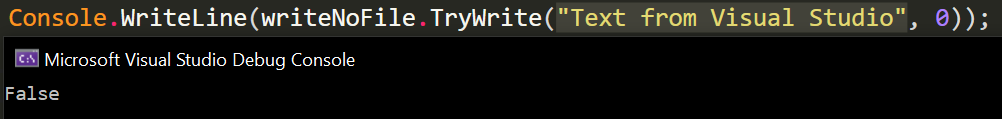 Console.WriteLine(writeNoFile.TryWrite("Text from Visual Studio", 0));
C:\ Microsoft Visual Studio Debug Console
False